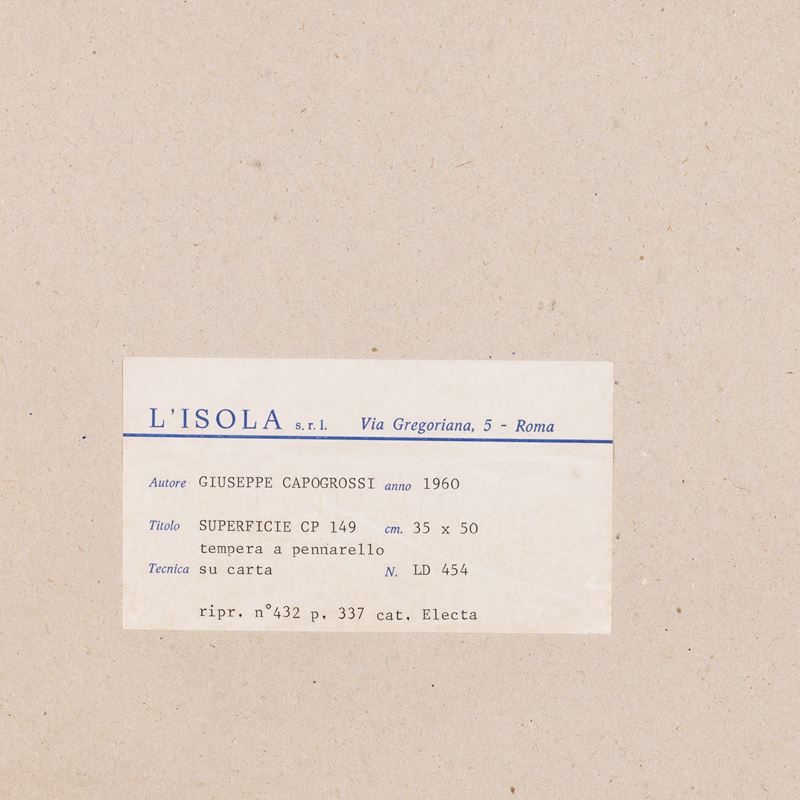 L'ISOLA s.r.l. Via Gregoriana, 5 - Roma
Autore GIUSEPPE CAPOGROSSI anno 1960
Titolo SUPERFICIE CP 149 cm. 35 x 50
tempera a pennarello
Tecnica su carta N. LD 454
ripr. n°432 p. 337 cat. Electa